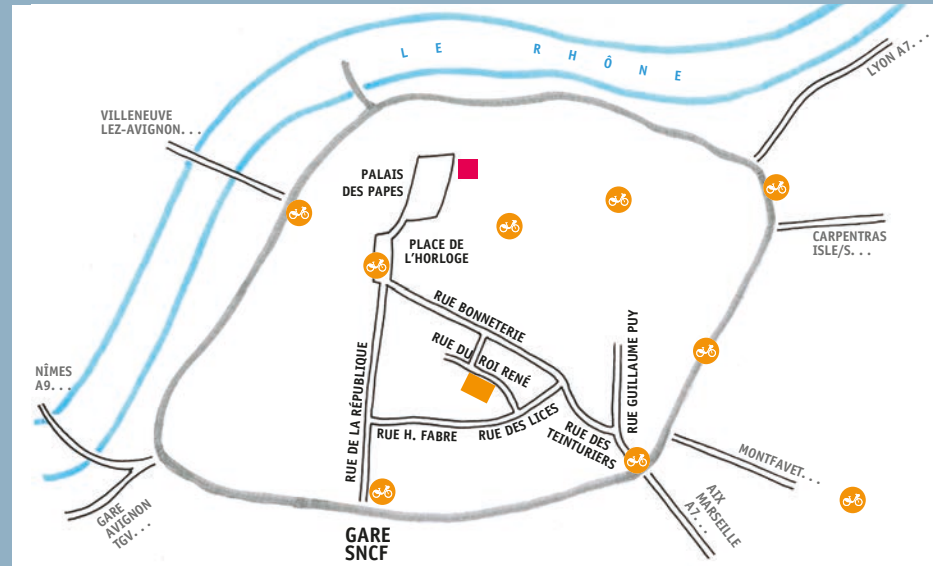 LE RHÔNE
LYON A7...
VILLENEUVE
LEZ-AVIGNON...
PALAIS
DES PAPES
PLACE DE
L'HORLOGE
CARPENTRAS
ISLE/S...
RUE BONNETERIE
RUE DU ROI RENÉ
RUE GUILLAUME PUY
NÎMES
A9...
RUE DE LA RÉPUBLIQUE
RUE H. FABRE
RUE DES LICES
RUE DES
TEINTURIERS
MONTFAVET...
AIX
MARSEILLE
A7...
GARE
AVIGNON
TGV...
GARE
SNCF